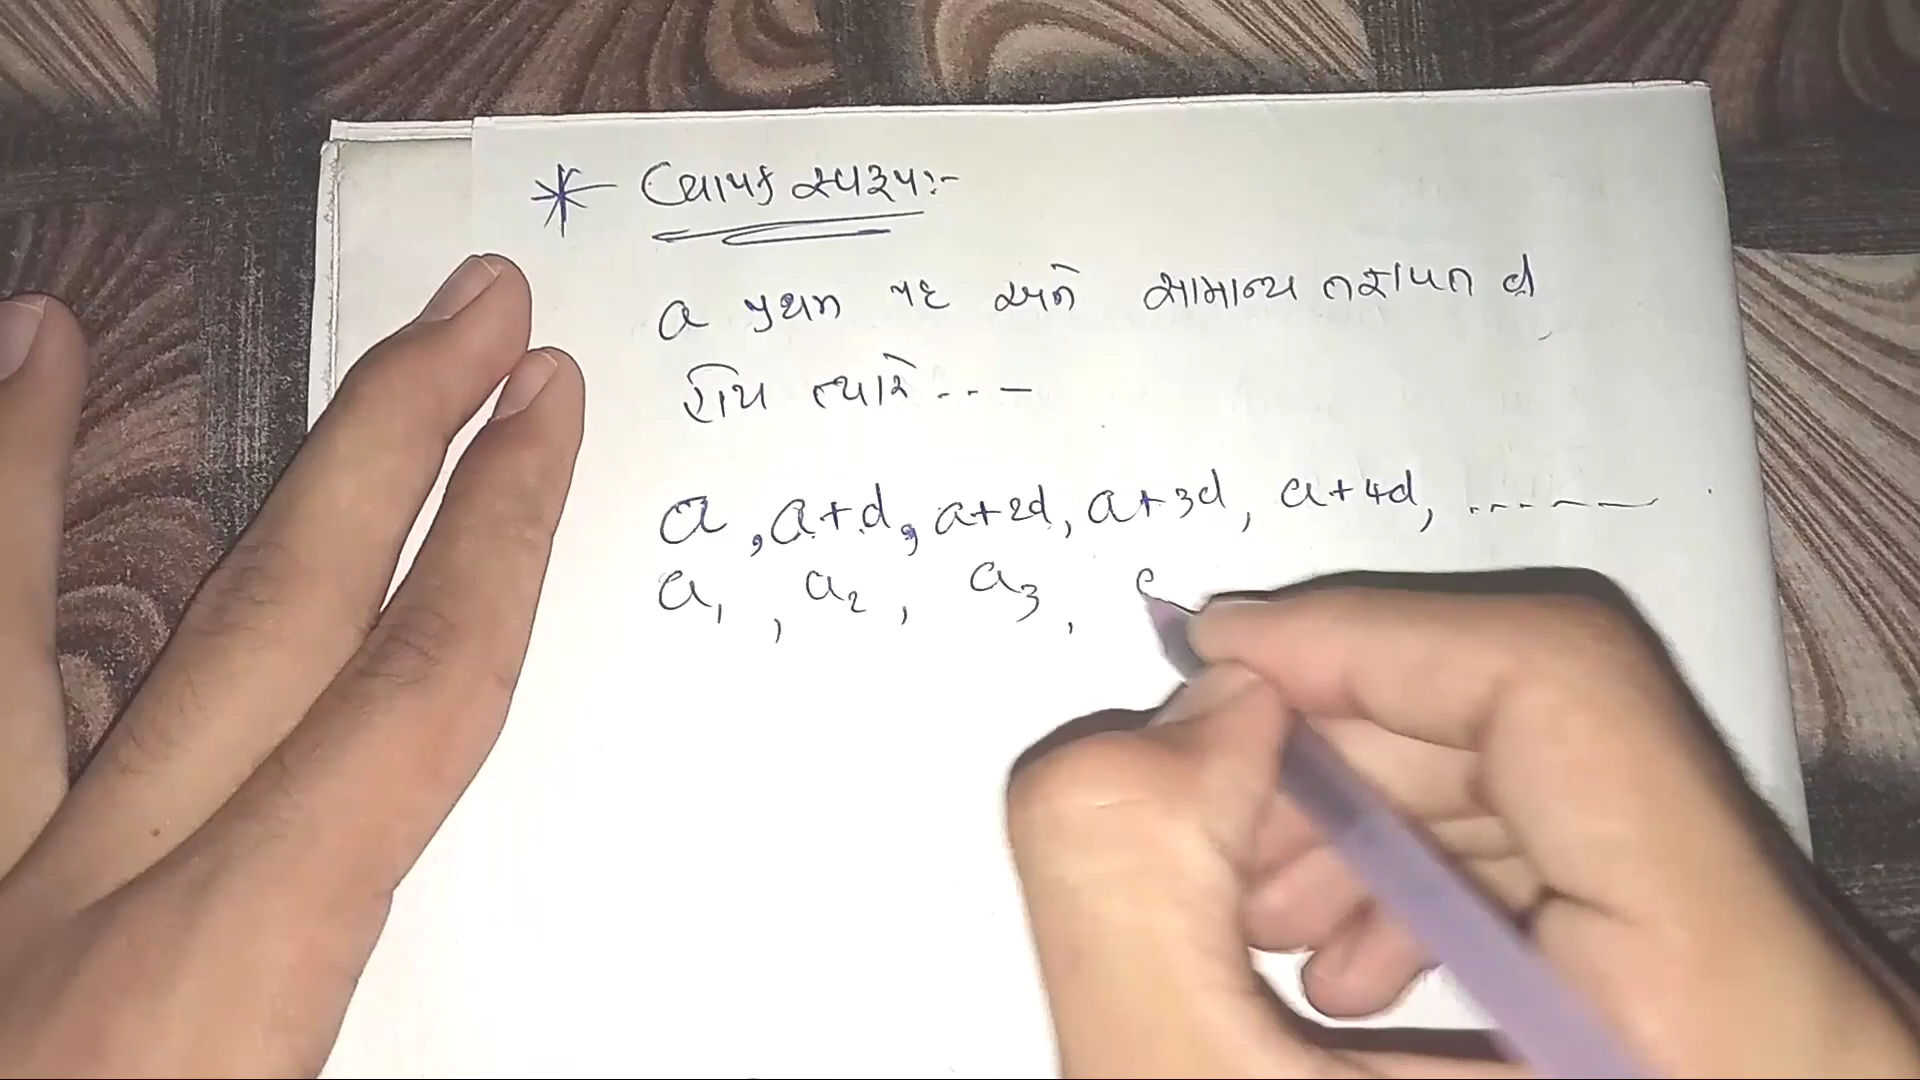 * વ્યાપક સ્વરૂપ:-
a પ્રથમ પદ અને સામાન્ય તફાવત d
હોય ત્યારે - - -
a , a+d, a+2d, a+3d, a+4d, ........
a₁ , a₂ , a₃ ,